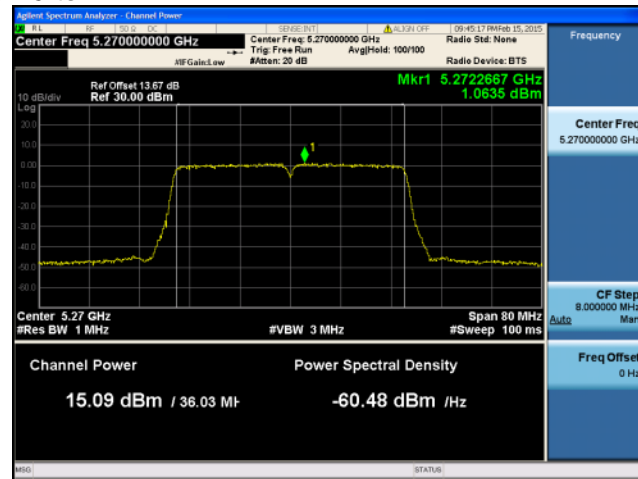 Agilent Spectrum Analyzer - Channel Power
RL RF 50 Ω DC SENSE:INT ALIGN OFF 09:45:17 PM Feb 15, 2015
Center Freq 5.270000000 GHz
Center Freq: 5.270000000 GHz
Radio Std: None
Trig: Free Run Avg|Hold: 100/100
#IFGain:Low #Atten: 20 dB Radio Device: BTS
Frequency
Ref Offset 13.67 dB
10 dB/div Ref 30.00 dBm
Mkr1 5.2722667 GHz
1.0635 dBm
Log
20.0
10.0
0.00
-10.0
-20.0
-30.0
-40.0
-50.0
-60.0
1
Center 5.27 GHz Span 80 MHz
#Res BW 1 MHz #VBW 3 MHz #Sweep 100 ms
Channel Power Power Spectral Density
15.09 dBm / 36.03 MH -60.48 dBm /Hz
Center Freq
5.270000000 GHz
CF Step
8.000000 MHz
Auto Man
Freq Offset
0 Hz
MSG STATUS